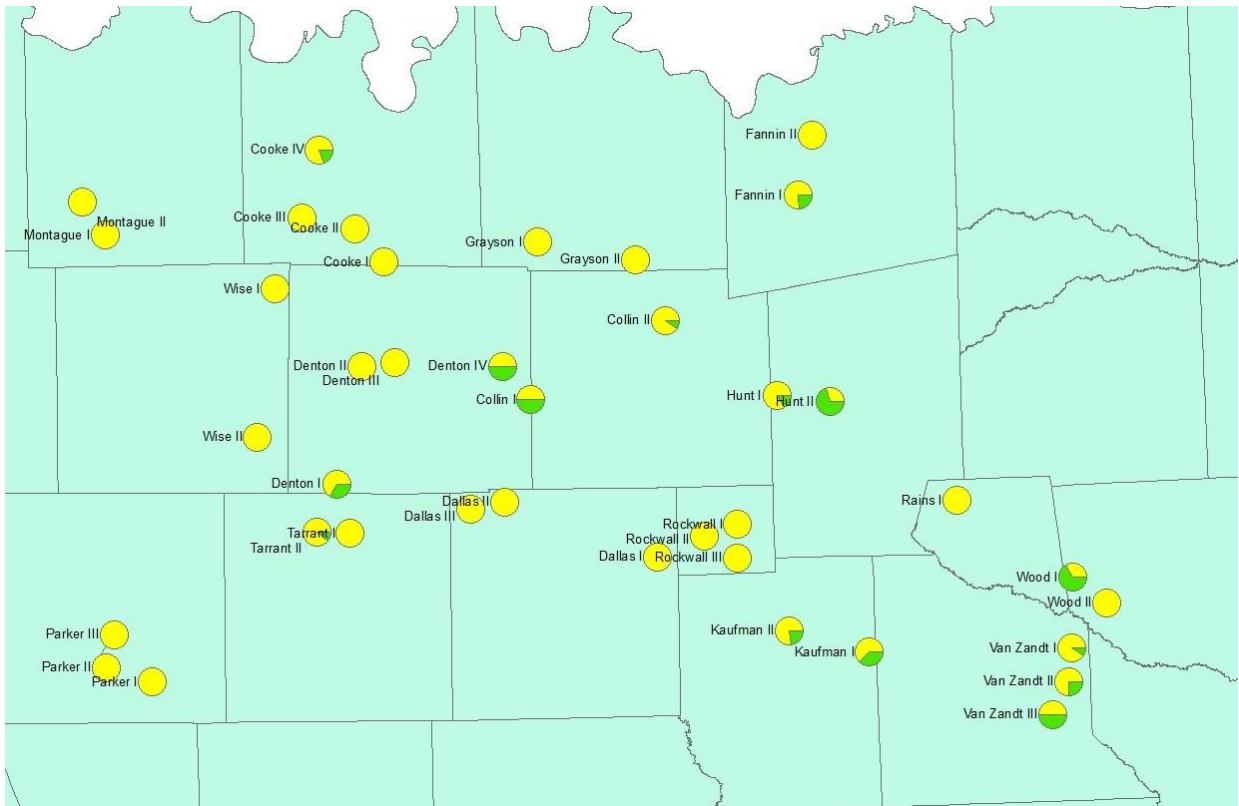 Fannin II
Cooke IV
Fannin I
Cooke III
Montague II
Cooke II
Montague I
Grayson I
Grayson II
Cooke I
Wise I
Collin II
Denton II
Denton IV
Denton III
Hunt I
Collin I
Hunt II
Wise II
Denton I
Rains I
Dallas II
Dallas III
Rockwall I
Tarrant I
Rockwall II
Tarrant II
Dallas I
Rockwall III
Wood I
Wood II
Kaufman II
Parker III
Van Zandt I
Kaufman I
Parker II
Parker I
Van Zandt II
Van Zandt III